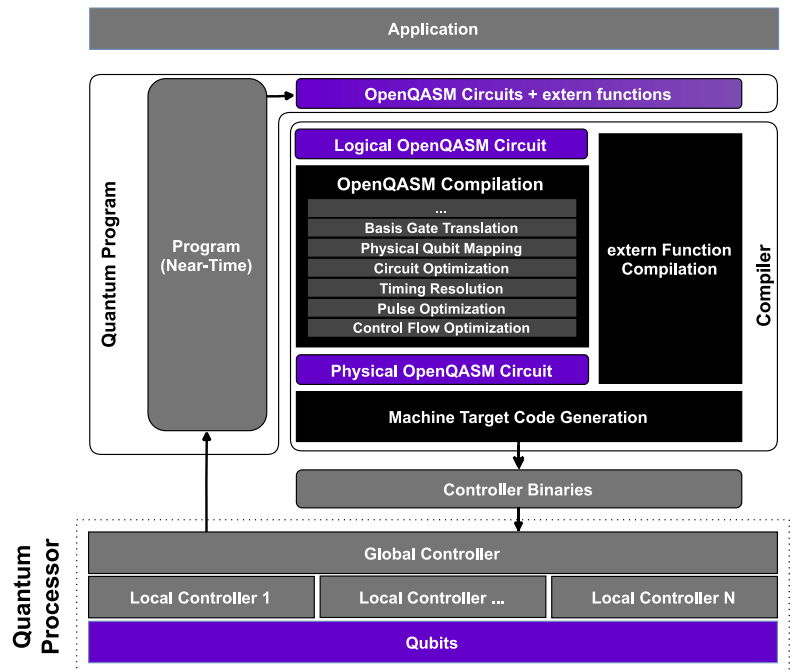 Application
Quantum Program
Program
(Near-Time)
OpenQASM Circuits + extern functions
Logical OpenQASM Circuit
OpenQASM Compilation
...
Basis Gate Translation
Physical Qubit Mapping
Circuit Optimization
Timing Resolution
Pulse Optimization
Control Flow Optimization
Physical OpenQASM Circuit
extern Function
Compilation
Compiler
Machine Target Code Generation
Controller Binaries
Quantum
Processor
Global Controller
Local Controller 1
Local Controller ...
Local Controller N
Qubits